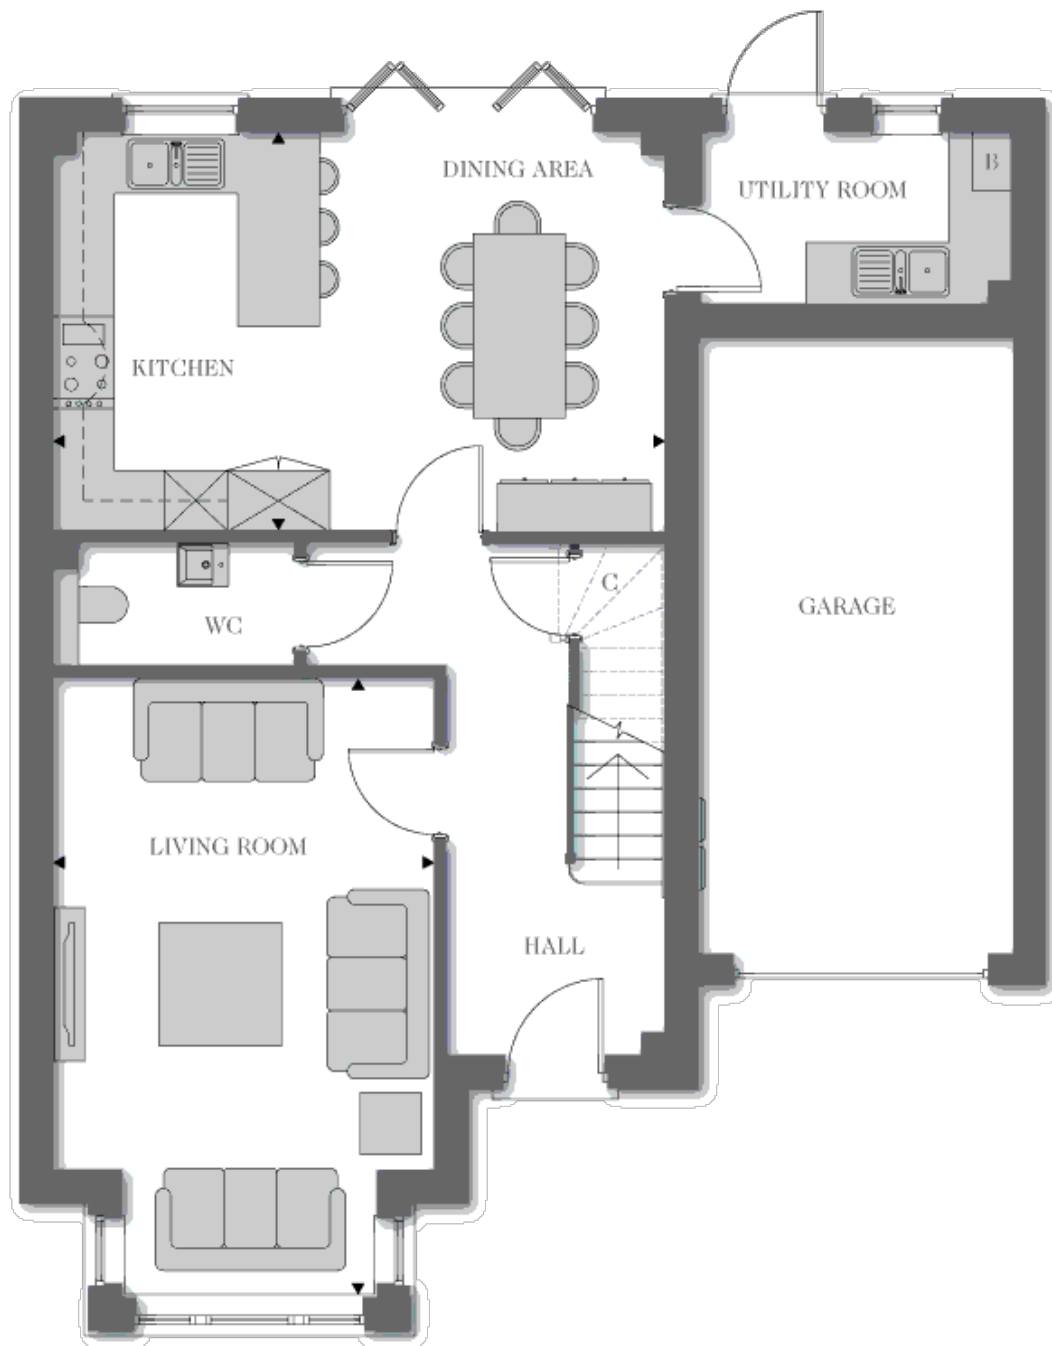 DINING AREA
B
UTILITY ROOM
KITCHEN
C
GARAGE
WC
LIVING ROOM
HALL